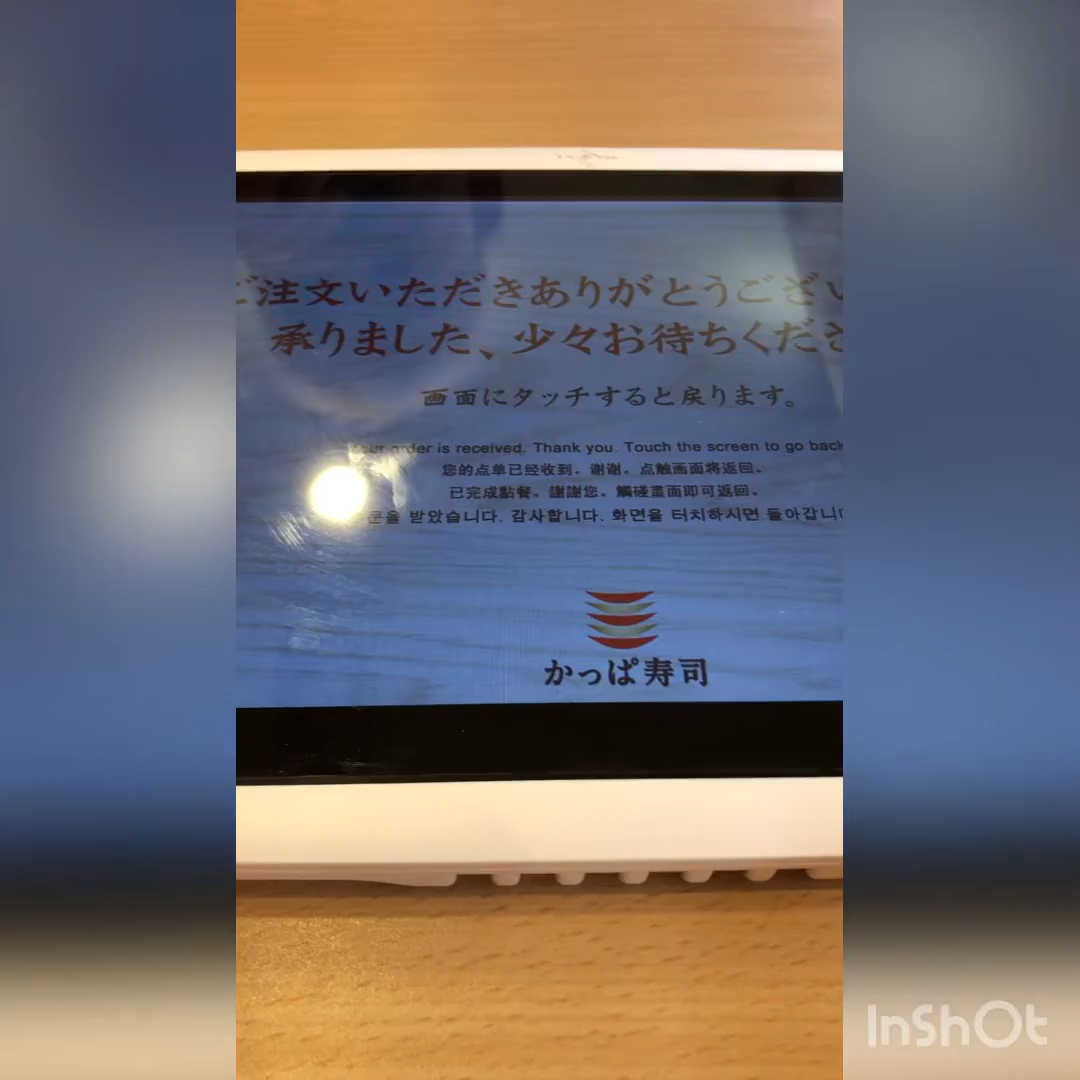 ご注文いただきありがとうござい
承りました、少々お待ちくださ
画面にタッチすると戻ります。
order is received. Thank you. Touch the screen to go back
您的点单已经收到。谢谢。点触画面将返回。
已完成點餐。謝謝您。觸碰畫面即可返回。
받았습니다. 감사합니다. 화면을 터치하시면 돌아갑니다
かっぱ寿司
InShOt